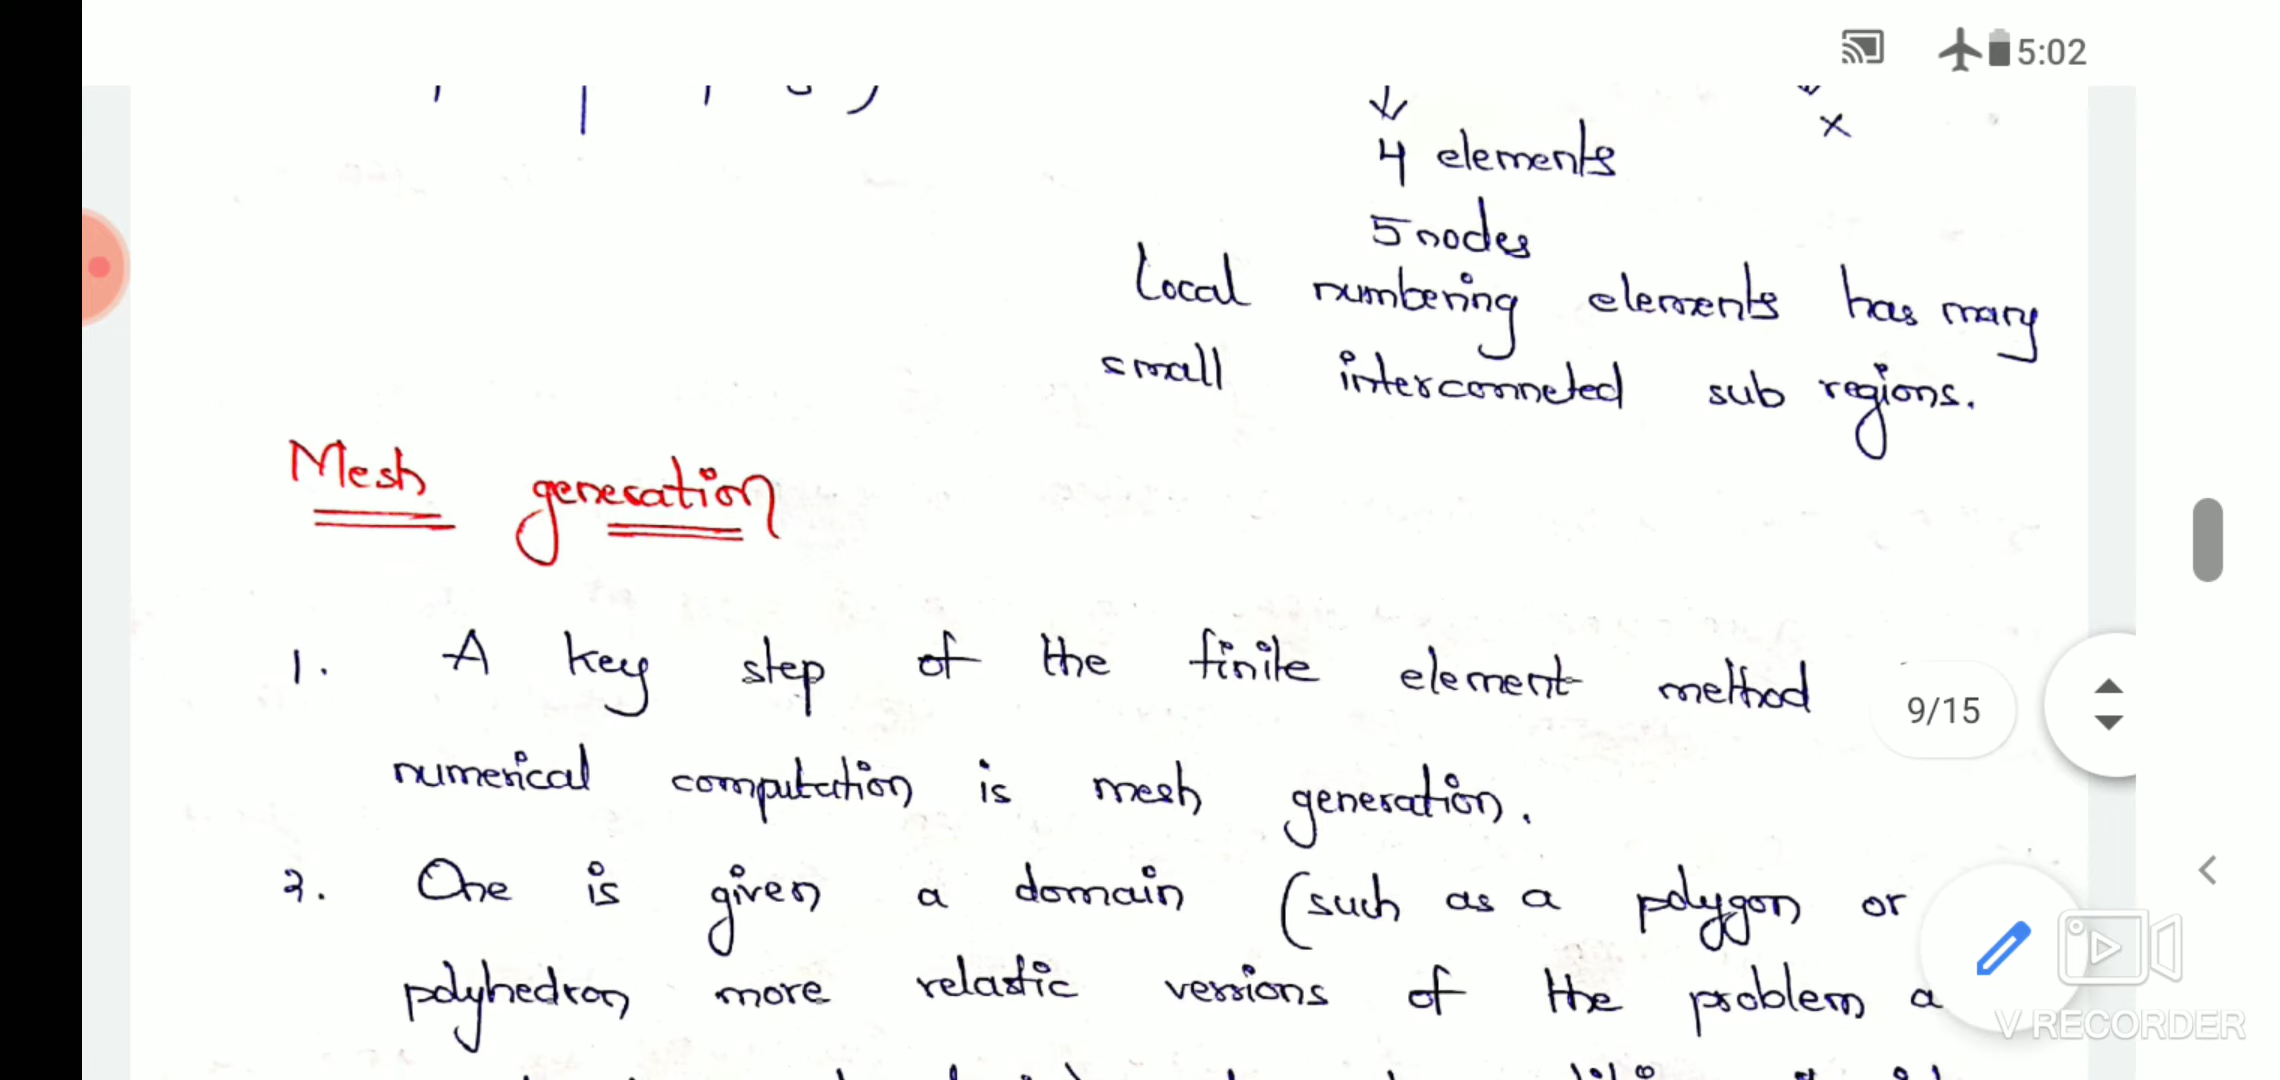 5:02
x
4 elements
5 nodes
Local numbering elements has many
small interconneted sub regions.
Mesh generation
1. A key step of the finite element method
9/15
numerical computation is mesh generation.
2. One is given a domain (such as a polygon or
polyhedron more relastic versions of the problem a
V RECORDER